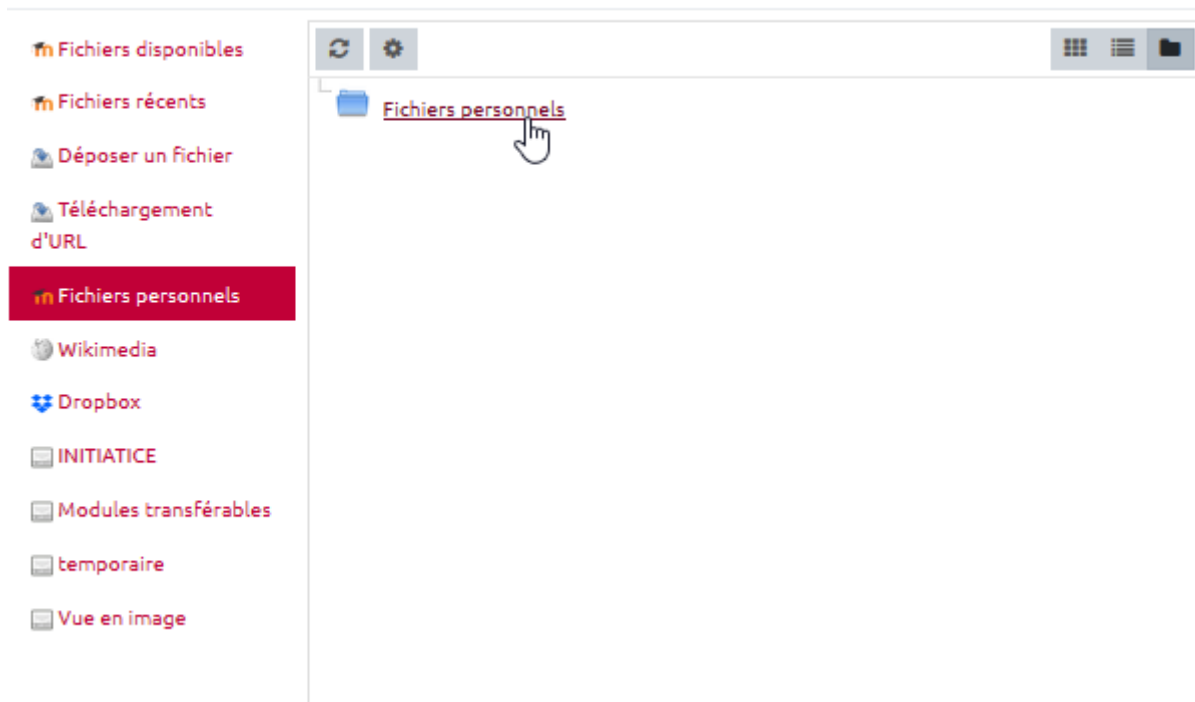 Fichiers disponibles
Fichiers récents
Déposer un fichier
Téléchargement
d'URL
Fichiers personnels
Wikimedia
Dropbox
INITIATICE
Modules transférables
temporaire
Vue en image
Fichiers personnels